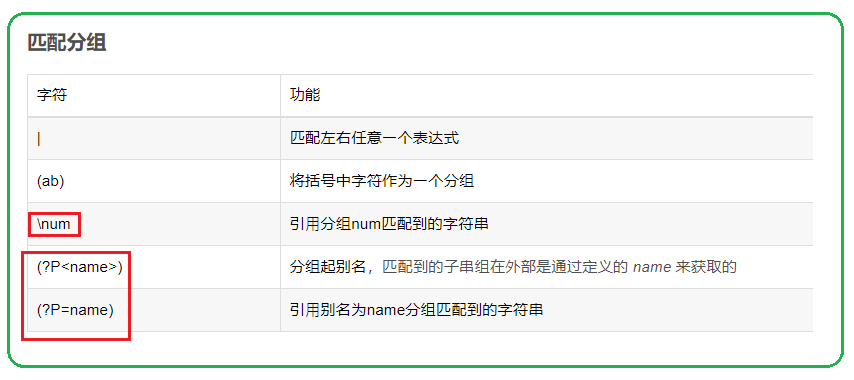 匹配分组
字符 功能
| 匹配左右任意一个表达式
(ab) 将括号中字符作为一个分组
\num 引用分组num匹配到的字符串
(?P<name>) 分组起别名，匹配到的子串组在外部是通过定义的 name 来获取的
(?P=name) 引用别名为name分组匹配到的字符串